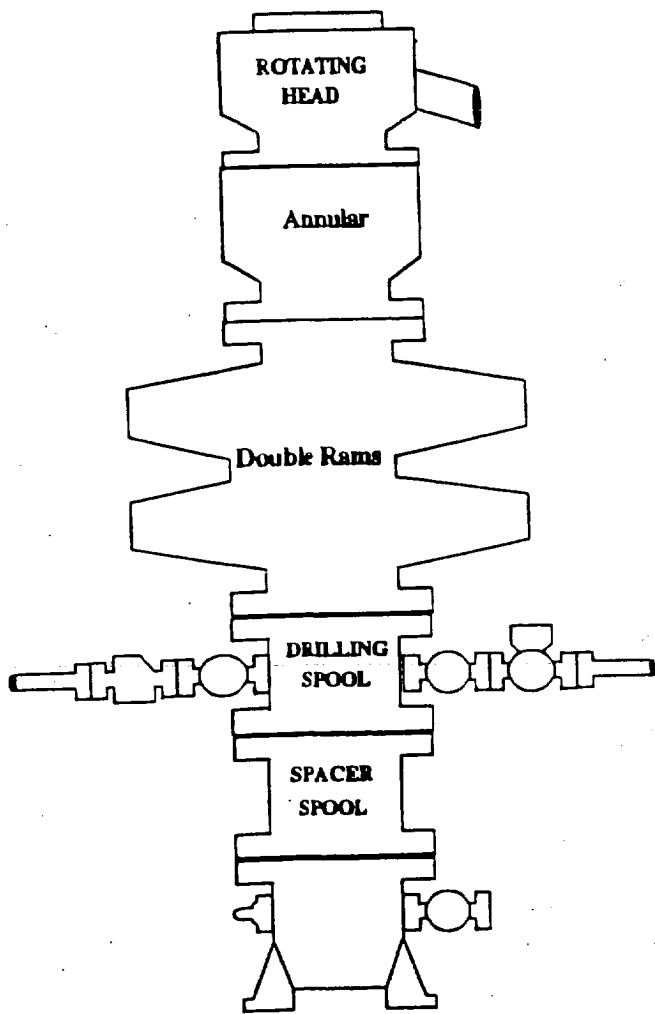 ROTATING
HEAD
Annular
Double Rams
DRILLING
SPOOL
SPACER
SPOOL